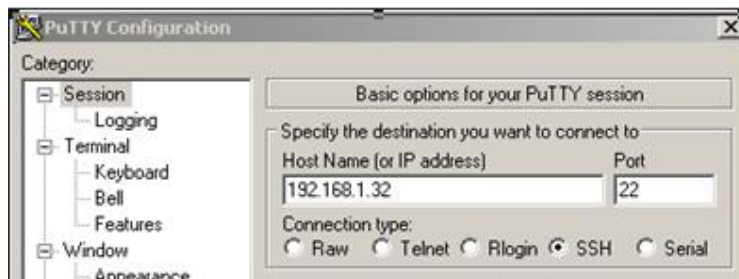 PuTTY Configuration
Category:
Session
Logging
Terminal
Keyboard
Bell
Features
Window
Appearance
Basic options for your PuTTY session
Specify the destination you want to connect to
Host Name (or IP address)
Port
192.168.1.32
22
Connection type:
Raw
Telnet
Rlogin
SSH
Serial